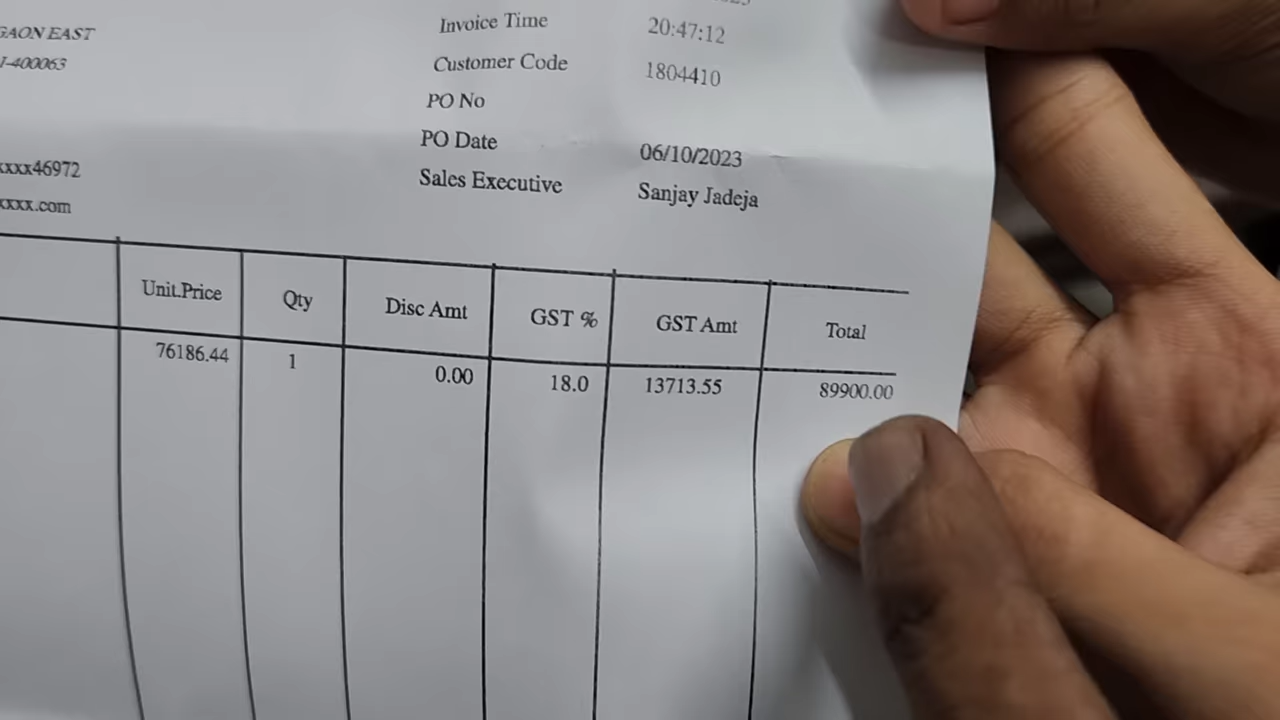 GAON EAST
Invoice Time 20:47:12
I-400063
Customer Code 1804410
PO No
PO Date 06/10/2023
xxxx46972
Sales Executive Sanjay Jadeja
xxxx.com
Unit.Price Qty Disc Amt GST % GST Amt Total
76186.44 1 0.00 18.0 13713.55 89900.00